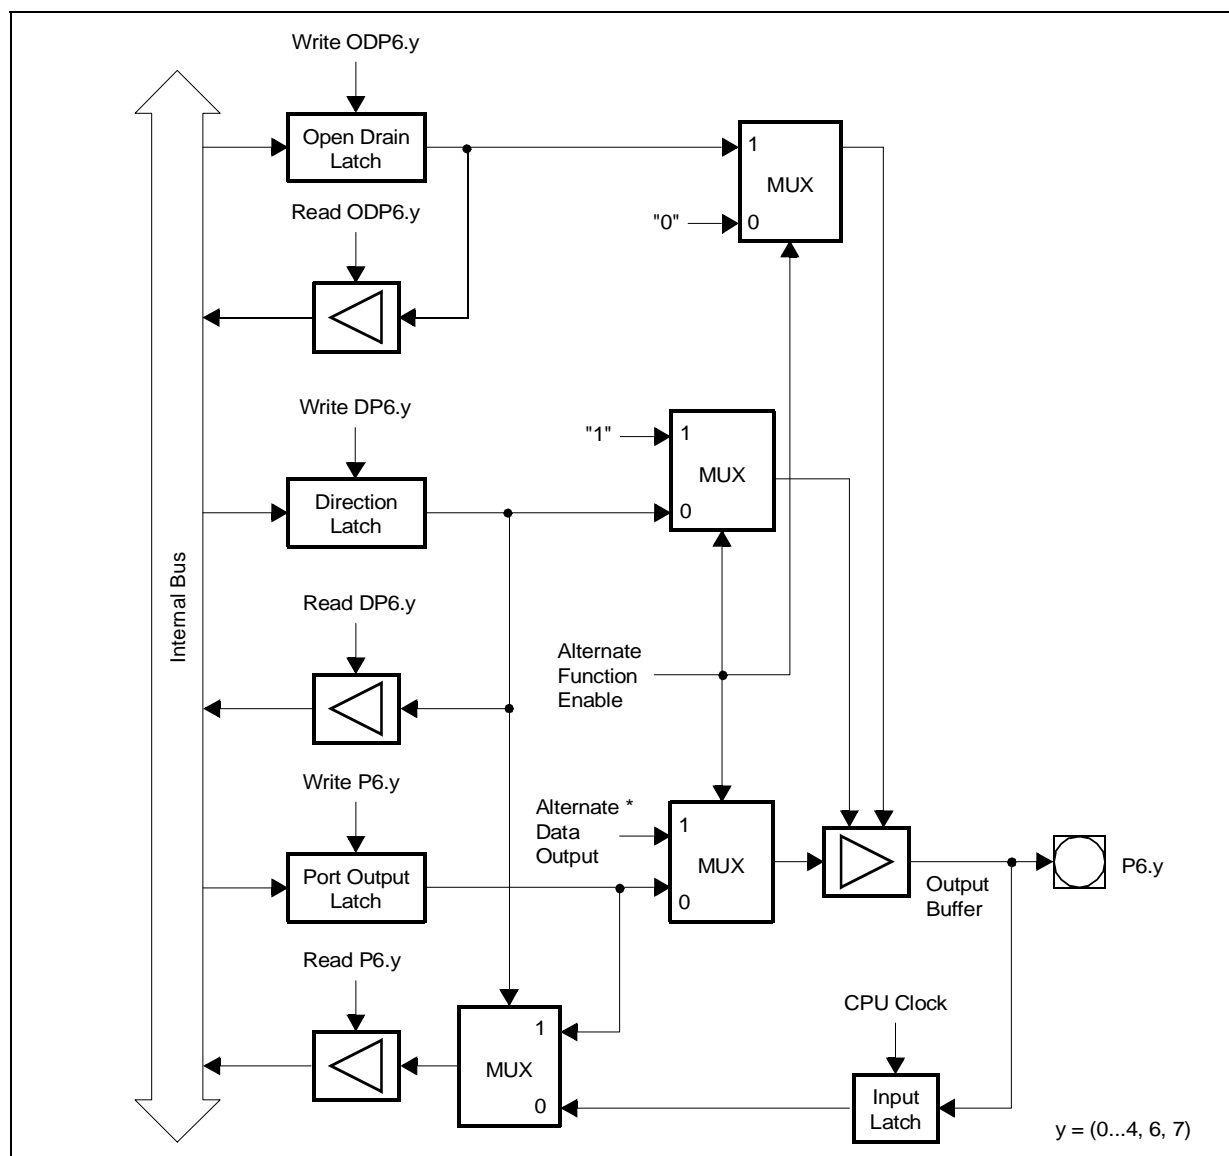 Write ODP6.y
Open Drain
Latch
1
MUX
"0"
0
Read ODP6.y
Write DP6.y
"1"
1
MUX
0
Direction
Latch
Internal Bus
Read DP6.y
Alternate
Function
Enable
Write P6.y
Alternate *
Data
Output
1
MUX
0
Port Output
Latch
Output
Buffer
P6.y
Read P6.y
1
MUX
0
CPU Clock
Input
Latch
y = (0...4, 6, 7)